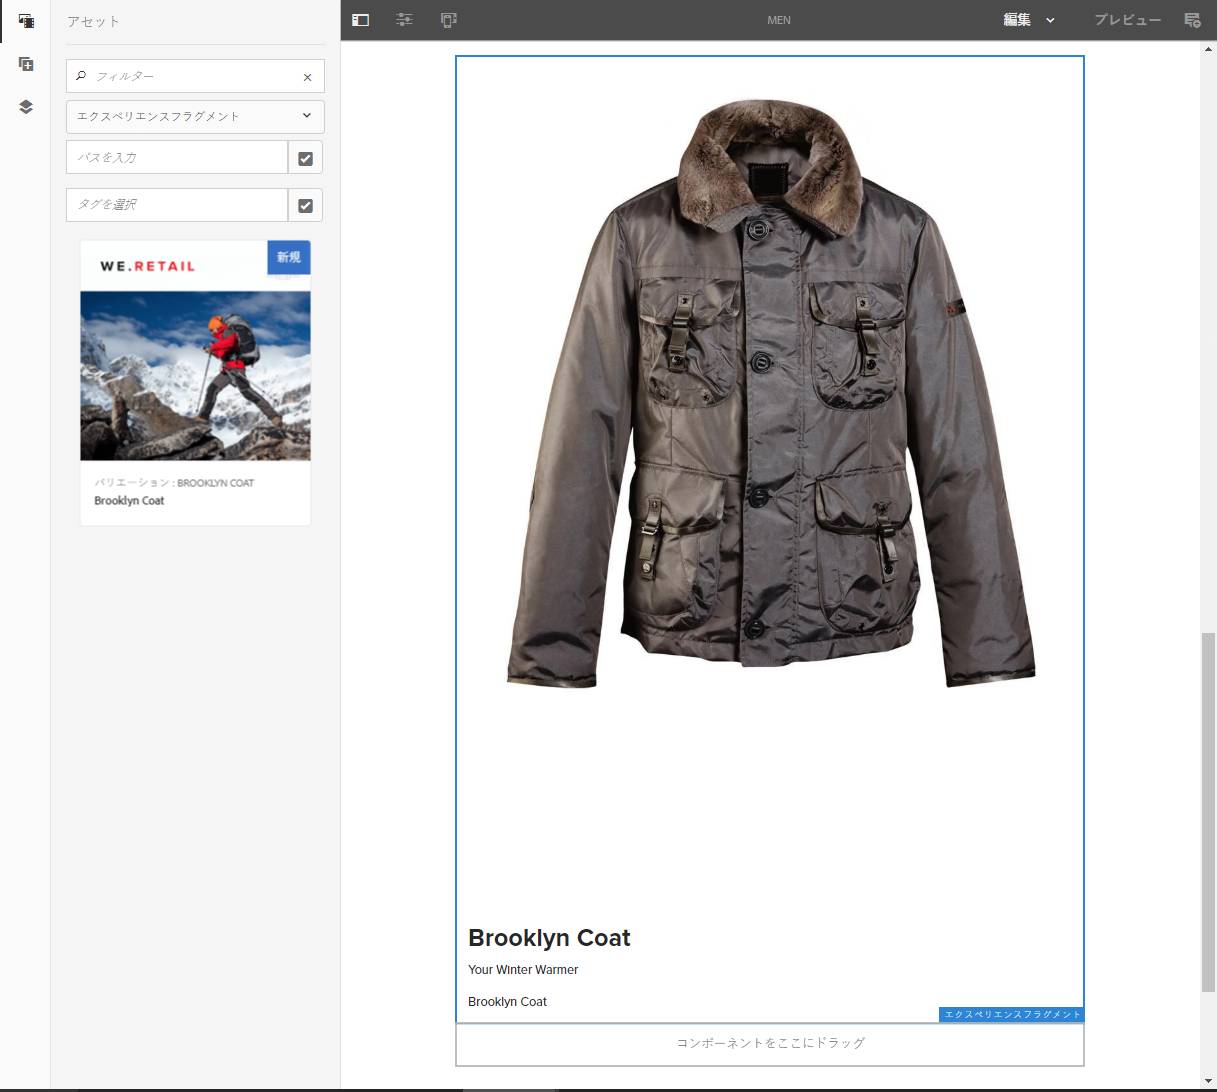 アセット
MEN
編集
プレビュー
フィルター
エクスペリエンスフラグメント
パスを入力
タグを選択
WE.RETAIL
新規
バリエーション : BROOKLYN COAT
Brooklyn Coat
Brooklyn Coat
Your Winter Warmer
Brooklyn Coat
エクスペリエンスフラグメント
コンポーネントをここにドラッグ